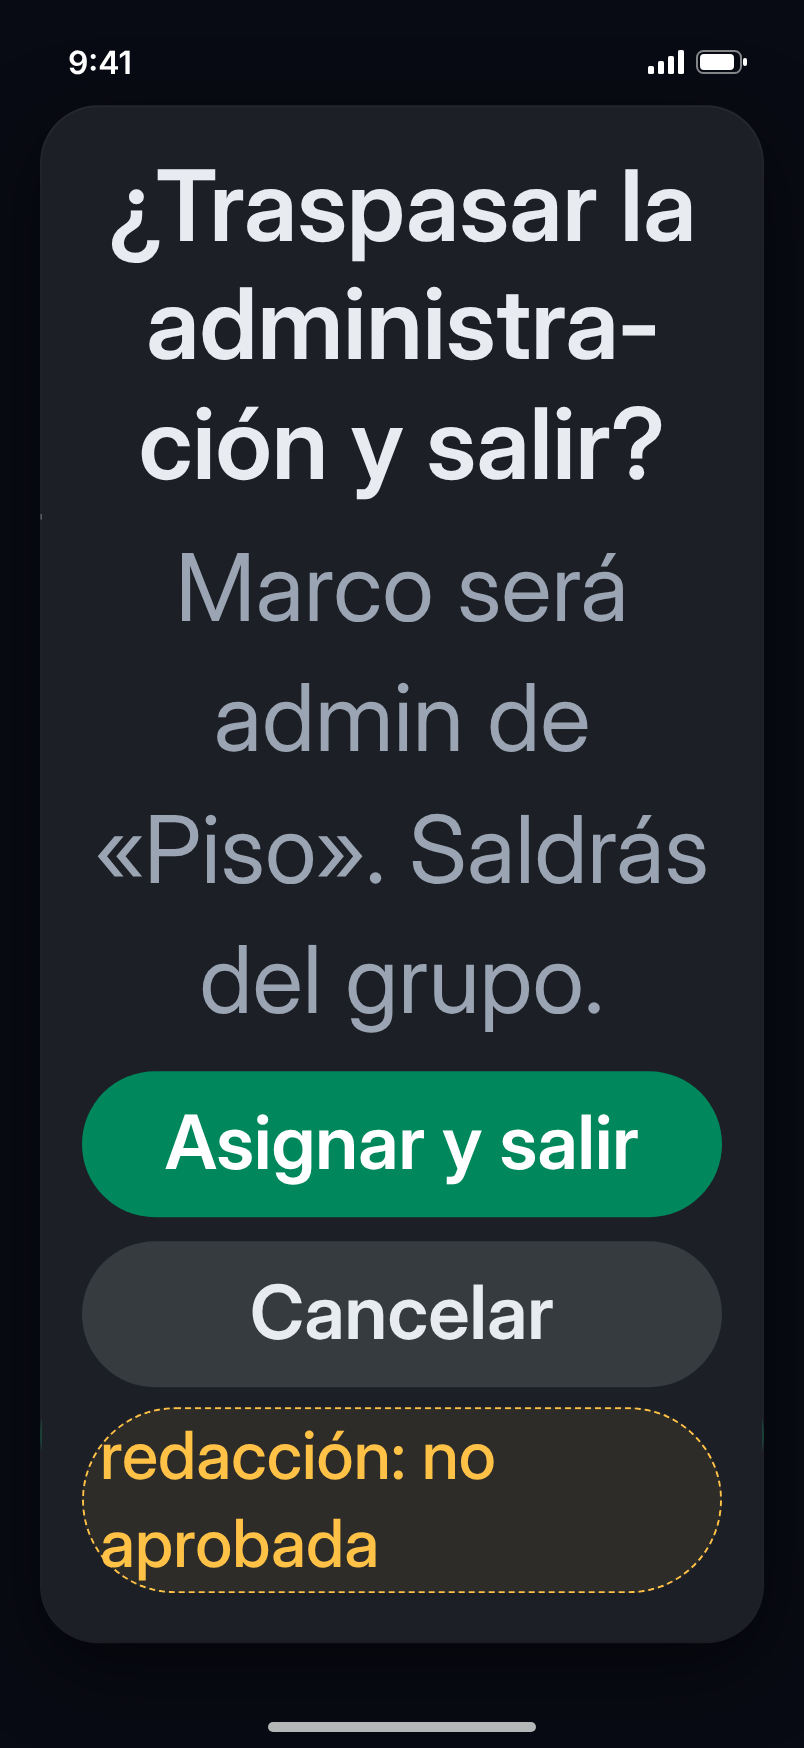 9:41
¿Traspasar la
administra-
ción y salir?
Marco será
admin de
«Piso». Saldrás
del grupo.
Asignar y salir
Cancelar
redacción: no
aprobada